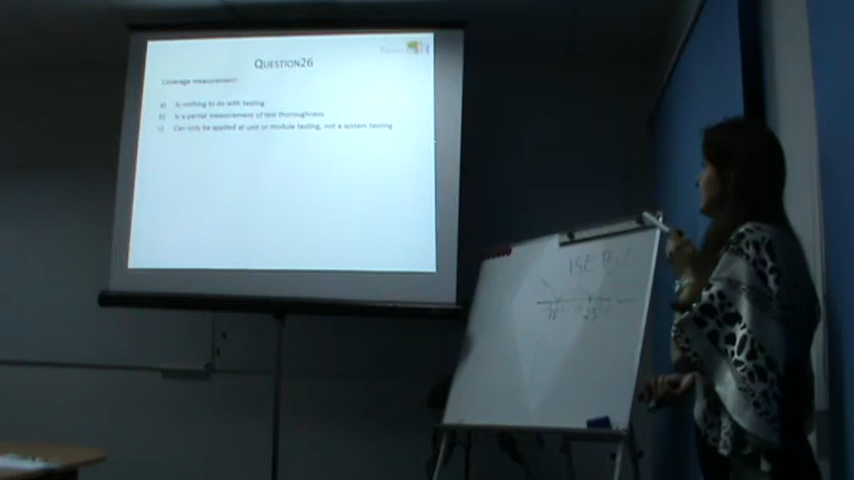 QUESTION26
Coverage measurement:
a) Is nothing to do with testing
b) Is a partial measurement of test thoroughness
c) Can only be applied at unit or module testing, not a system testing